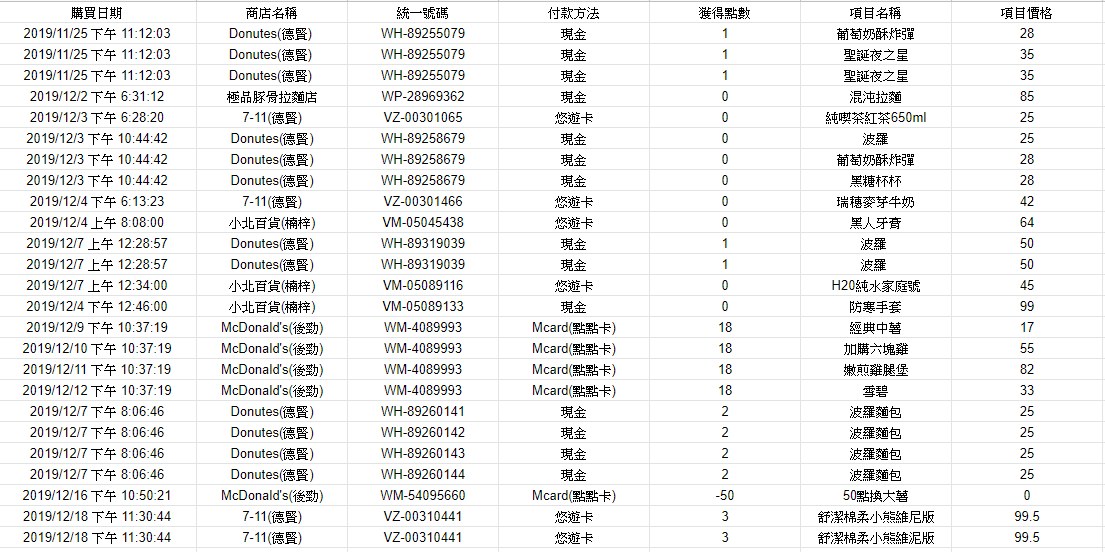 購買日期 商店名稱 統一號碼 付款方法 獲得點數 項目名稱 項目價格
2019/11/25 下午 11:12:03 Donutes(德賢) WH-89255079 現金 1 葡萄奶酥炸彈 28
2019/11/25 下午 11:12:03 Donutes(德賢) WH-89255079 現金 1 聖誕夜之星 35
2019/11/25 下午 11:12:03 Donutes(德賢) WH-89255079 現金 1 聖誕夜之星 35
2019/12/2 下午 6:31:12 極品豚骨拉麵店 WP-28969362 現金 0 混沌拉麵 85
2019/12/3 下午 6:28:20 7-11(德賢) VZ-00301065 悠遊卡 0 純喫茶紅茶650ml 25
2019/12/3 下午 10:44:42 Donutes(德賢) WH-89258679 現金 0 波羅 25
2019/12/3 下午 10:44:42 Donutes(德賢) WH-89258679 現金 0 葡萄奶酥炸彈 28
2019/12/3 下午 10:44:42 Donutes(德賢) WH-89258679 現金 0 黑糖杯杯 28
2019/12/4 下午 6:13:23 7-11(德賢) VZ-00301466 悠遊卡 0 瑞穗麥芽牛奶 42
2019/12/4 上午 8:08:00 小北百貨(楠梓) VM-05045438 悠遊卡 0 黑人牙膏 64
2019/12/7 上午 12:28:57 Donutes(德賢) WH-89319039 現金 1 波羅 50
2019/12/7 上午 12:28:57 Donutes(德賢) WH-89319039 現金 1 波羅 50
2019/12/7 上午 12:34:00 小北百貨(楠梓) VM-05089116 悠遊卡 0 H20純水家庭號 45
2019/12/4 下午 12:46:00 小北百貨(楠梓) VM-05089133 現金 0 防寒手套 99
2019/12/9 下午 10:37:19 McDonald's(後勁) WM-4089993 Mcard(點點卡) 18 經典中薯 17
2019/12/10 下午 10:37:19 McDonald's(後勁) WM-4089993 Mcard(點點卡) 18 加購六塊雞 55
2019/12/11 下午 10:37:19 McDonald's(後勁) WM-4089993 Mcard(點點卡) 18 嫩煎雞腿堡 82
2019/12/12 下午 10:37:19 McDonald's(後勁) WM-4089993 Mcard(點點卡) 18 雪碧 33
2019/12/7 下午 8:06:46 Donutes(德賢) WH-89260141 現金 2 波羅麵包 25
2019/12/7 下午 8:06:46 Donutes(德賢) WH-89260142 現金 2 波羅麵包 25
2019/12/7 下午 8:06:46 Donutes(德賢) WH-89260143 現金 2 波羅麵包 25
2019/12/7 下午 8:06:46 Donutes(德賢) WH-89260144 現金 2 波羅麵包 25
2019/12/16 下午 10:50:21 McDonald's(後勁) WM-54095660 Mcard(點點卡) -50 50點換大薯 0
2019/12/18 下午 11:30:44 7-11(德賢) VZ-00310441 悠遊卡 3 舒潔棉柔小熊維尼版 99.5
2019/12/18 下午 11:30:44 7-11(德賢) VZ-00310441 悠遊卡 3 舒潔棉柔小熊維尼版 99.5